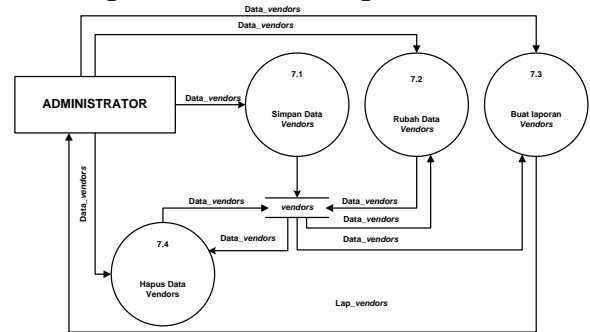 Data_vendors
Data_vendors
7.1
7.2
7.3
ADMINISTRATOR
Data_vendors
Simpan Data
Vendors
Rubah Data
Vendors
Buat laporan
Vendors
Data_vendors
Data_vendors
vendors
Data_vendors
Data_vendors
Data_vendors
Data_vendors
7.4
Hapus Data
Vendors
Lap_vendors